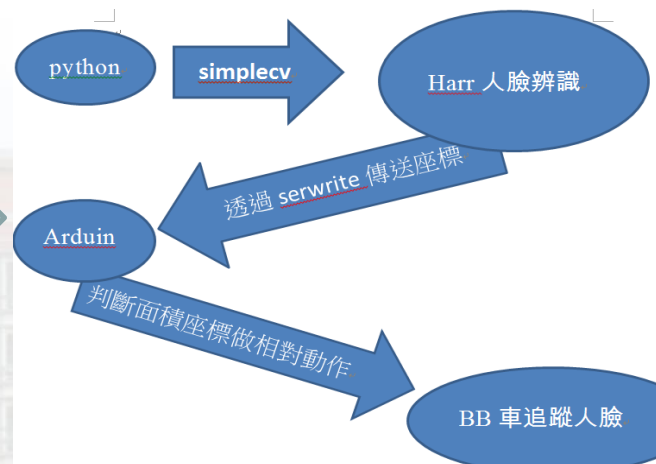 python
simplecv
Harr 人臉辨識
透過 serwrite 傳送座標
Arduin
判斷面積座標做相對動作
BB 車追蹤人臉